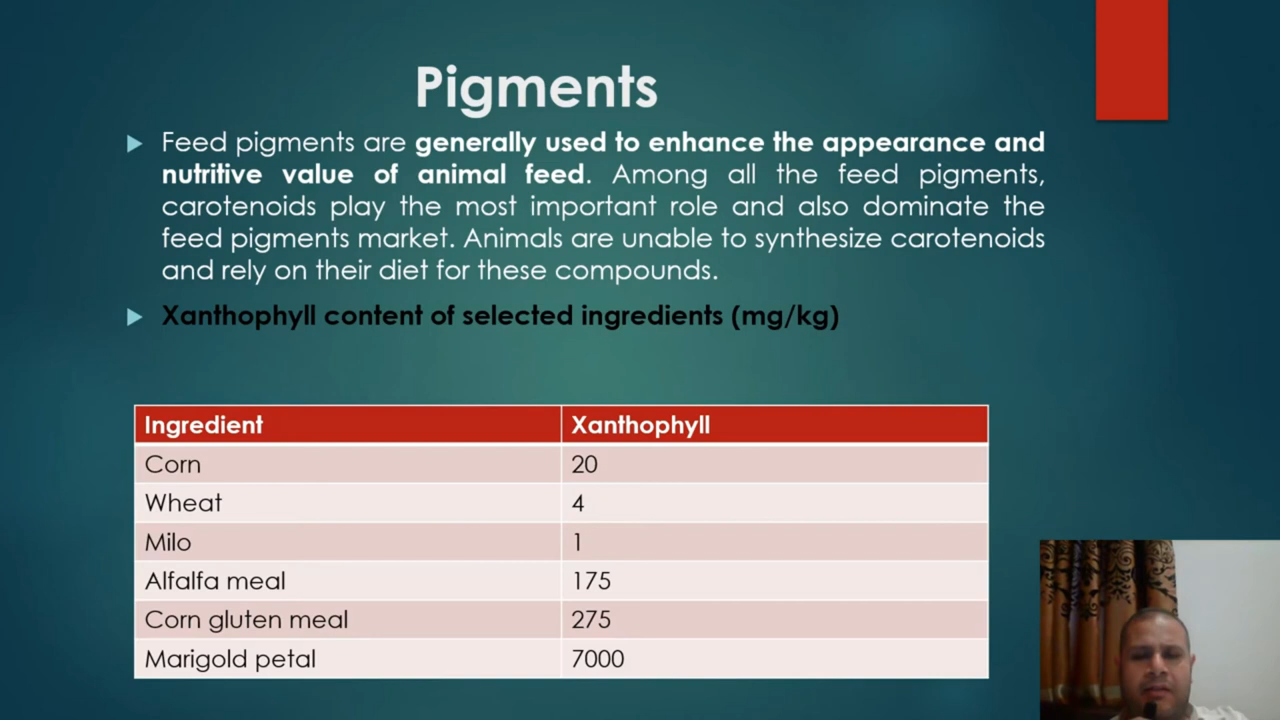 Pigments
Feed pigments are generally used to enhance the appearance and
nutritive value of animal feed. Among all the feed pigments,
carotenoids play the most important role and also dominate the
feed pigments market. Animals are unable to synthesize carotenoids
and rely on their diet for these compounds.
Xanthophyll content of selected ingredients (mg/kg)
Ingredient Xanthophyll
Corn 20
Wheat 4
Milo 1
Alfalfa meal 175
Corn gluten meal 275
Marigold petal 7000